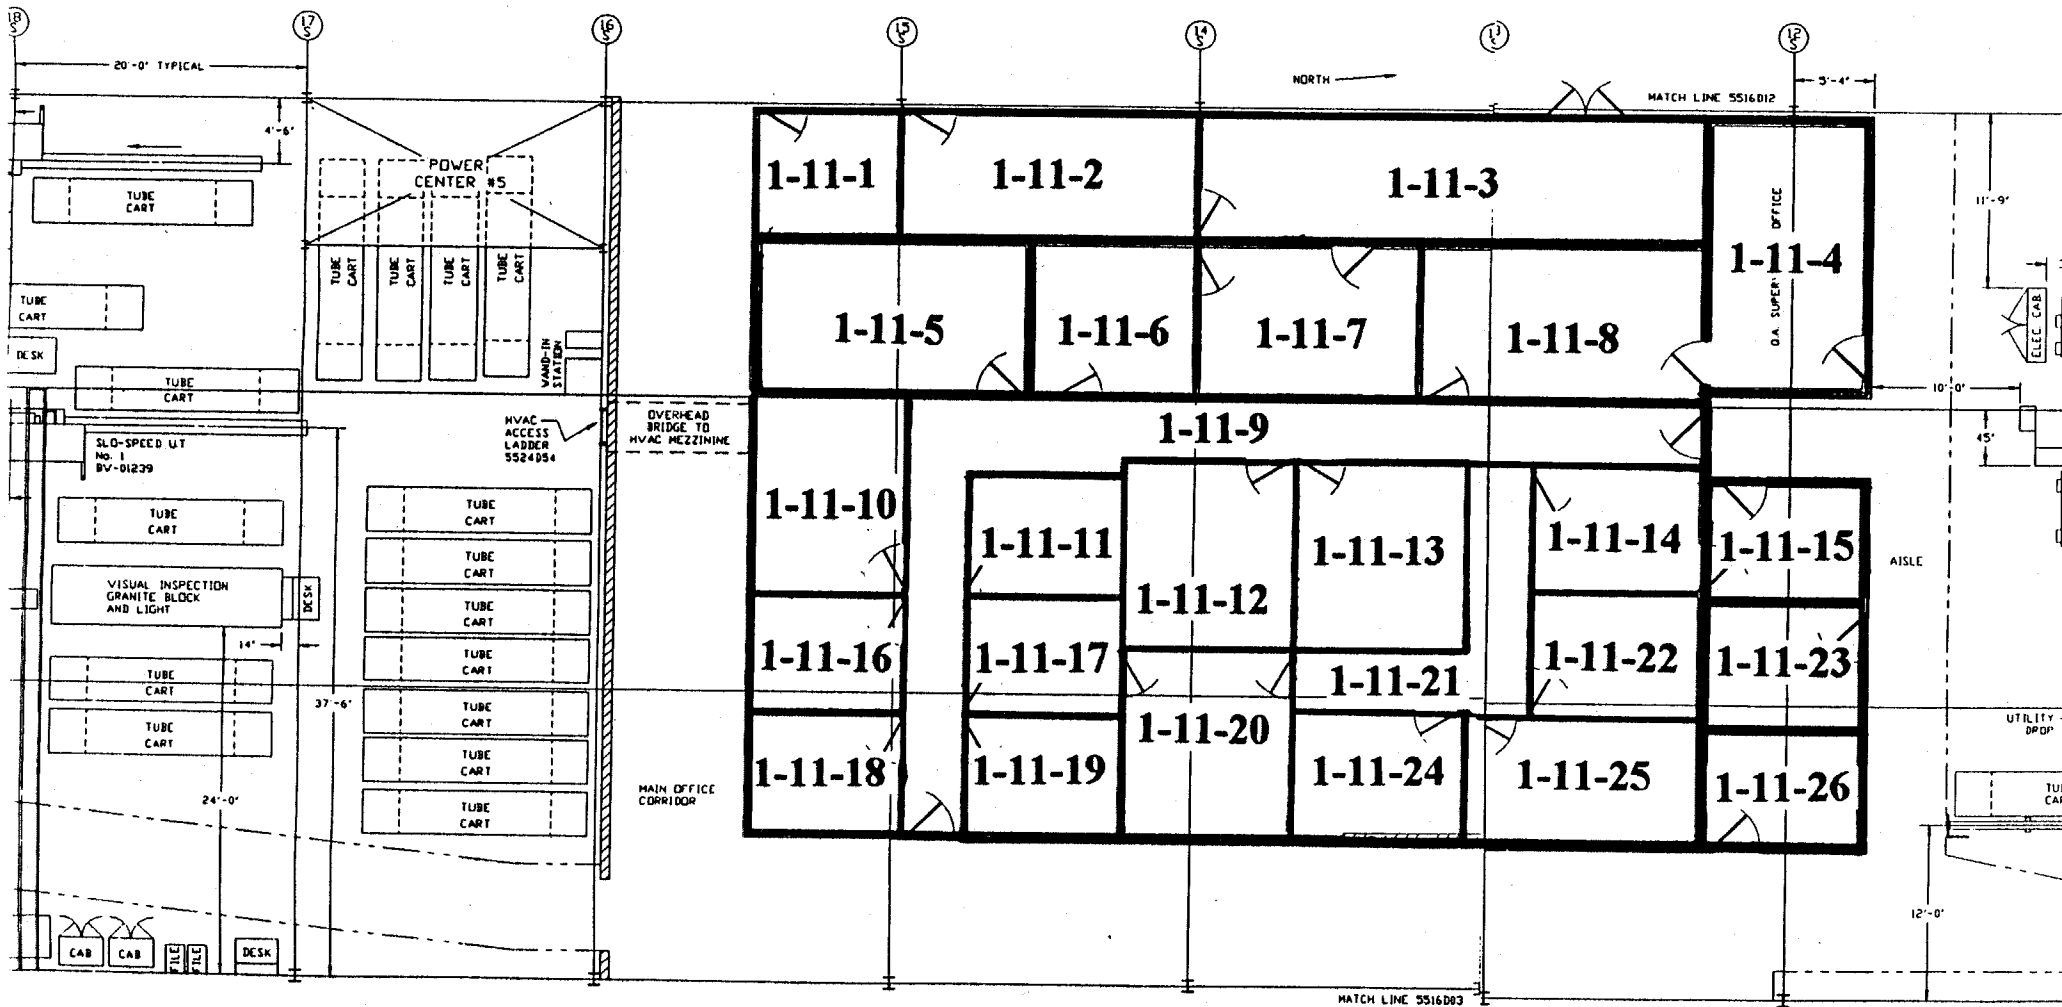 18 S
17 S
16 S
15 S
14 S
13 S
12 S
20'-0" TYPICAL
NORTH
5'-4"
MATCH LINE 5516D12
4'-6"
POWER
CENTER #5
TUBE
CART
TUBE
CART
TUBE
CART
TUBE
CART
TUBE
CART
TUBE
CART
DESK
TUBE
CART
WAND-IN
STATION
1-11-1
1-11-2
1-11-3
1-11-4
OFFICE
11'-9"
ELEC. CAB.
1-11-5
1-11-6
1-11-7
1-11-8
10'-0"
HVAC
ACCESS
LADDER
5524D54
OVERHEAD
BRIDGE TO
HVAC MEZZININE
1-11-9
45"
SLO-SPEED UT
No. 1
BV-01239
TUBE
CART
VISUAL INSPECTION
GRANITE BLOCK
AND LIGHT
DESK
14"
TUBE
CART
TUBE
CART
37'-6"
24'-0"
TUBE
CART
TUBE
CART
TUBE
CART
TUBE
CART
TUBE
CART
TUBE
CART
TUBE
CART
1-11-10
1-11-11
1-11-12
1-11-13
1-11-14
1-11-15
AISLE
1-11-16
1-11-17
1-11-20
1-11-21
1-11-22
1-11-23
UTILITY
DROP
1-11-18
1-11-19
1-11-24
1-11-25
1-11-26
MAIN OFFICE
CORRIDOR
12'-0"
CAB
CAB
FILE
FILE
DESK
MATCH LINE 5516D03